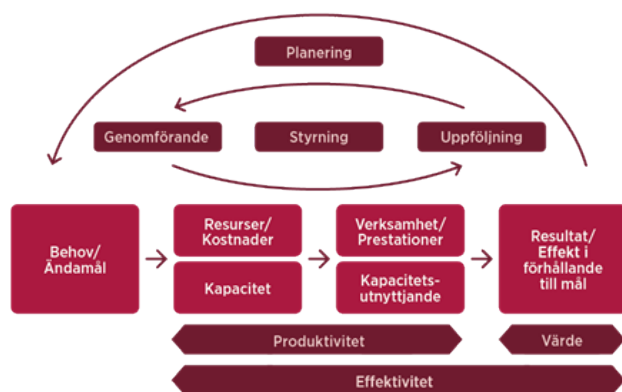 Planering
Genomförande
Styrning
Uppföljning
Behov/
Ändamål
Resurser/
Kostnader
Kapacitet
Verksamhet/
Prestationer
Kapacitets-
utnyttjande
Resultat/
Effekt i
förhållande
till mål
Produktivitet
Värde
Effektivitet